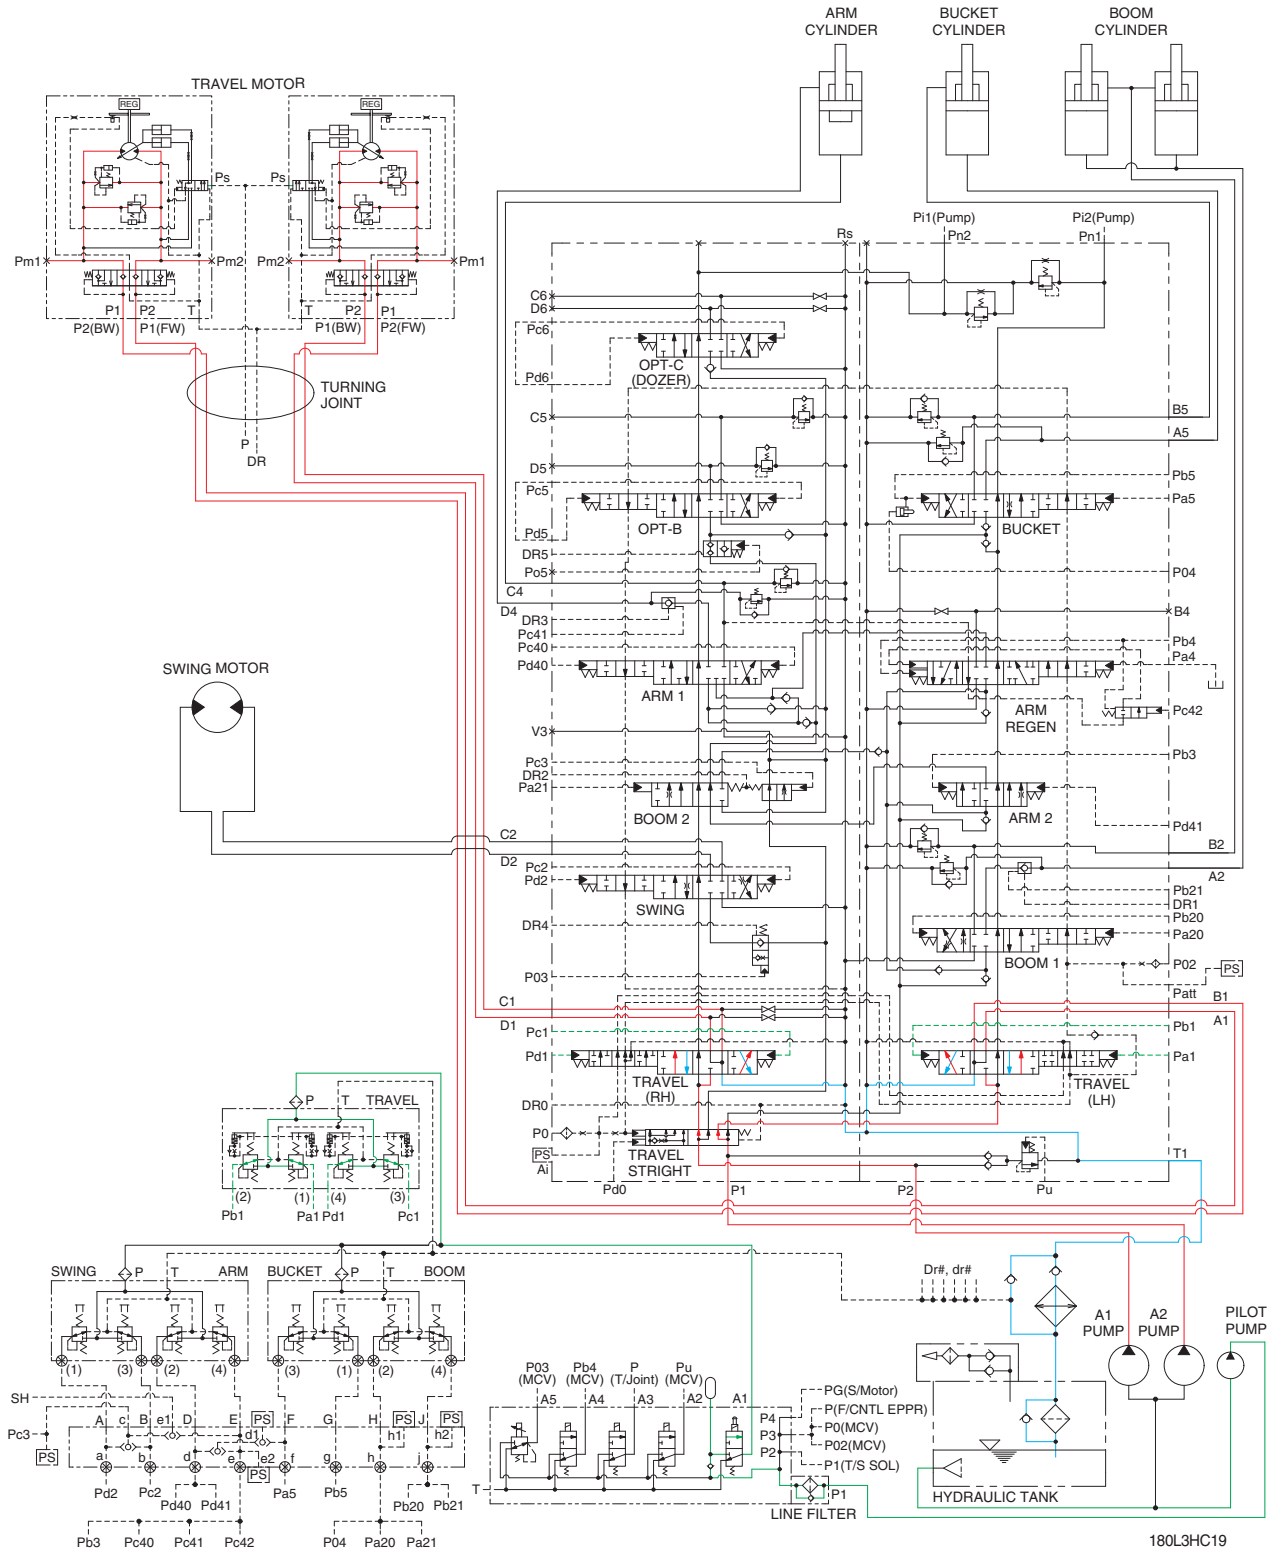 ARM
CYLINDER
BUCKET
CYLINDER
BOOM
CYLINDER
TRAVEL MOTOR
REG
REG
Ps
Ps
Pm1
Pm2
Pm2
Pm1
P1
P2
T
T
P2
P1
P2(BW)
P1(FW)
P1(BW)
P2(FW)
TURNING
JOINT
P
DR
Pi1(Pump)
Pn2
Pi2(Pump)
Pn1
Rs
C6
D6
Pc6
OPT-C
(DOZER)
Pd6
C5
B5
A5
D5
Pc5
Pb5
Pa5
OPT-B
BUCKET
Pd5
DR5
Po5
P04
C4
D4
B4
DR3
Pc41
Pc40
Pd40
Pb4
Pa4
ARM 1
ARM
REGEN
Pc42
SWING MOTOR
V3
Pc3
DR2
Pa21
Pb3
BOOM 2
ARM 2
Pd41
C2
D2
B2
A2
Pc2
Pd2
Pb21
DR1
Pb20
SWING
DR4
Pa20
BOOM 1
P03
P02
PS
Patt
C1
D1
B1
A1
Pc1
Pd1
Pb1
Pa1
TRAVEL
(RH)
TRAVEL
(LH)
DR0
P0
PS
Ai
TRAVEL
STRIGHT
T1
Pd0
P1
P2
Pu
P
T
TRAVEL
(2)
(1)
(4)
(3)
Pb1
Pa1
Pd1
Pc1
SWING
P
T
ARM
BUCKET
P
T
BOOM
(1)
(3)
(2)
(4)
(3)
(1)
(2)
(4)
SH
Pc3
PS
A
c
B
e1
D
E
PS
d1
F
G
H
PS
h1
J
PS
h2
a
b
d
e
e2
PS
f
g
h
j
Pd2
Pc2
Pd40
Pd41
Pa5
Pb5
Pb20
Pb21
Pb3
Pc40
Pc41
Pc42
P04
Pa20
Pa21
P03
(MCV)
A5
Pb4
(MCV)
A4
P
(T/Joint)
A3
Pu
(MCV)
A2
A1
P4
P3
P2
PG(S/Motor)
P(F/CNTL EPPR)
P0(MCV)
P02(MCV)
P1(T/S SOL)
T
P1
LINE FILTER
Dr#, dr#
A1
PUMP
A2
PUMP
PILOT
PUMP
HYDRAULIC TANK
180L3HC19